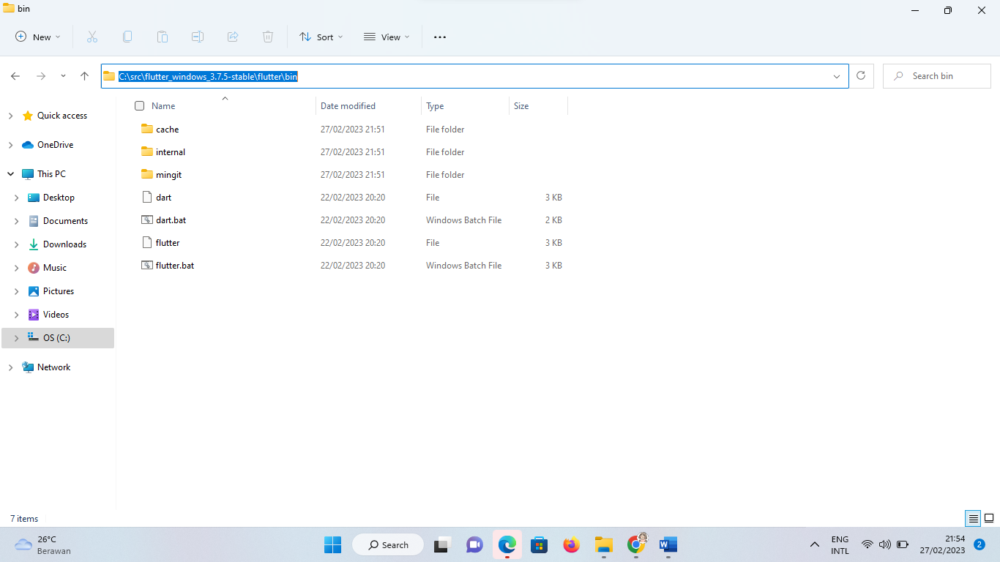 bin
New
Sort
View
C:\src\flutter_windows_3.7.5-stable\flutter\bin
Search bin
Name Date modified Type Size
Quick access
OneDrive
This PC
Desktop
Documents
Downloads
Music
Pictures
Videos
OS (C:)
Network
cache 27/02/2023 21:51 File folder
internal 27/02/2023 21:51 File folder
mingit 27/02/2023 21:51 File folder
dart 22/02/2023 20:20 File 3 KB
dart.bat 22/02/2023 20:20 Windows Batch File 2 KB
flutter 22/02/2023 20:20 File 3 KB
flutter.bat 22/02/2023 20:20 Windows Batch File 3 KB
7 items
26°C
Berawan
Search
ENG
INTL
21:54
27/02/2023
2